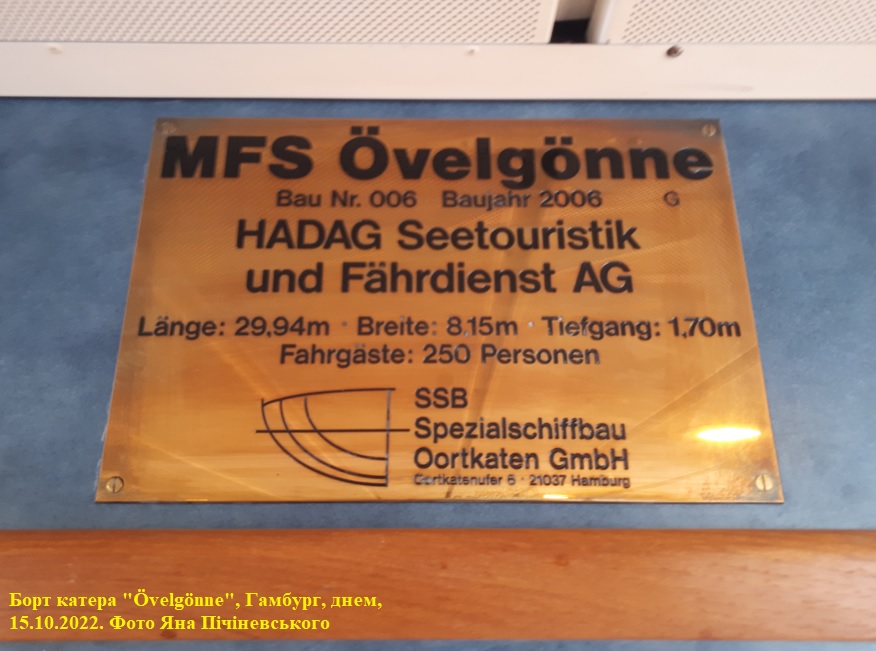 MFS Övelgönne
Bau Nr. 006 Baujahr 2006 G
HADAG Seetouristik
und Fährdienst AG
Länge: 29,94m · Breite: 8,15m · Tiefgang: 1,70m
Fahrgäste: 250 Personen
SSB
Spezialschiffbau
Oortkaten GmbH
Oortkatenufer 6 · 21037 Hamburg
Борт катера "Övelgönne", Гамбург, днем,
15.10.2022. Фото Яна Пічіневського